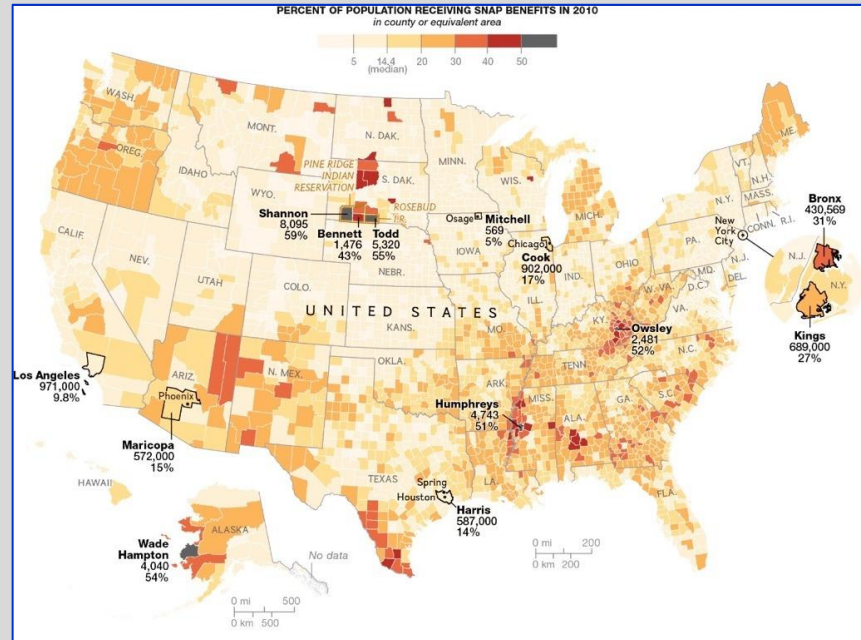 PERCENT OF POPULATION RECEIVING SNAP BENEFITS IN 2010
in county or equivalent area
5 14.4 20 30 40 50
(median)
WASH.
MONT.
N. DAK.
MINN.
ME.
OREG.
IDAHO
PINE RIDGE
INDIAN
RESERVATION
S. DAK.
WIS.
VT.
N.H.
WYO.
ROSEBUD
I.R.
MICH.
N.Y.
MASS.
CONN.
R.I.
Shannon
8,095
59%
Bennett
1,476
43%
Todd
5,320
55%
Osage
Mitchell
569
5%
Chicago
Cook
902,000
17%
New
York
City
Bronx
430,569
31%
N.J.
N.Y.
Kings
689,000
27%
CALIF.
NEV.
UTAH
COLO.
NEBR.
IOWA
ILL.
IND.
OHIO
PA.
N.J.
MD.
DEL.
D.C.
W. VA.
VA.
UNITED STATES
KANS.
MO.
KY.
Owsley
2,481
52%
N.C.
TENN.
Los Angeles
971,000
9.8%
ARIZ.
Phoenix
N. MEX.
OKLA.
ARK.
S.C.
Maricopa
572,000
15%
Humphreys
4,743
51%
MISS.
ALA.
GA.
HAWAII
TEXAS
LA.
FLA.
Spring
Houston
Harris
587,000
14%
ALASKA
Wade
Hampton
4,040
54%
No data
0 mi 200
0 km 200
0 mi 500
0 km 500